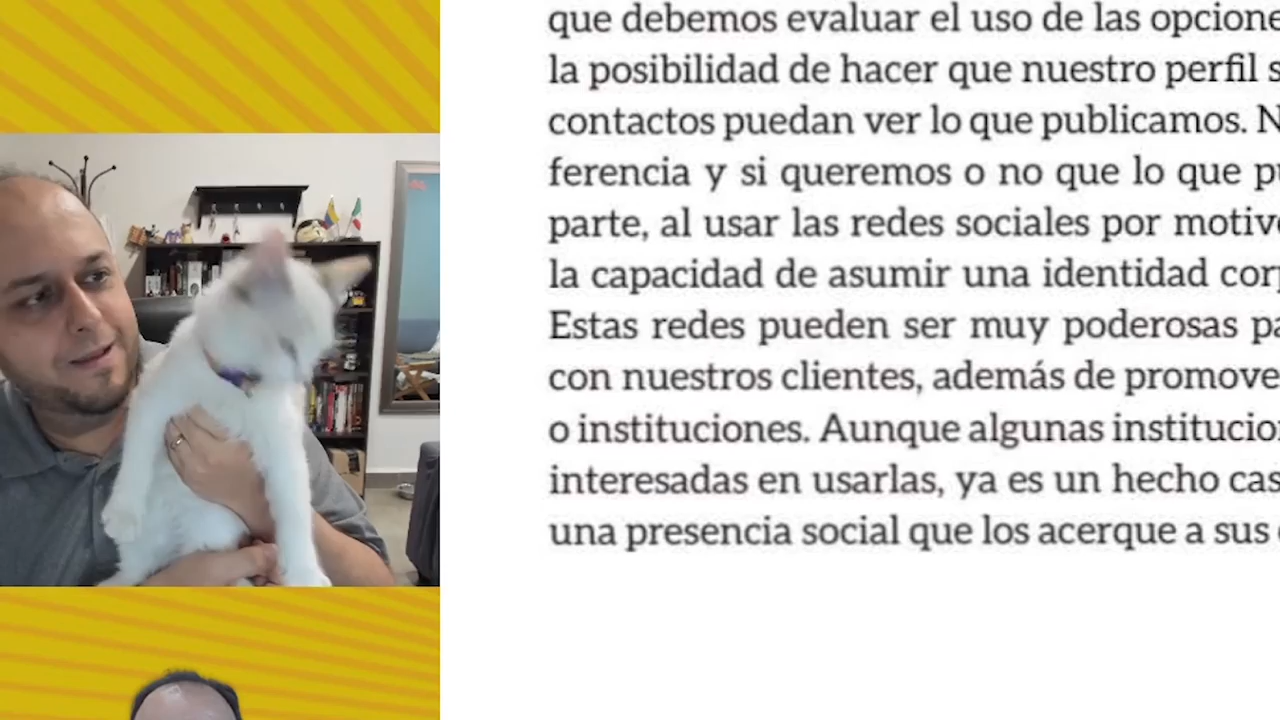 que debemos evaluar el uso de las opcione
la posibilidad de hacer que nuestro perfil s
contactos puedan ver lo que publicamos. N
ferencia y si queremos o no que lo que pu
parte, al usar las redes sociales por motivo
la capacidad de asumir una identidad corp
Estas redes pueden ser muy poderosas pa
con nuestros clientes, además de promove
o instituciones. Aunque algunas institucion
interesadas en usarlas, ya es un hecho cas
una presencia social que los acerque a sus